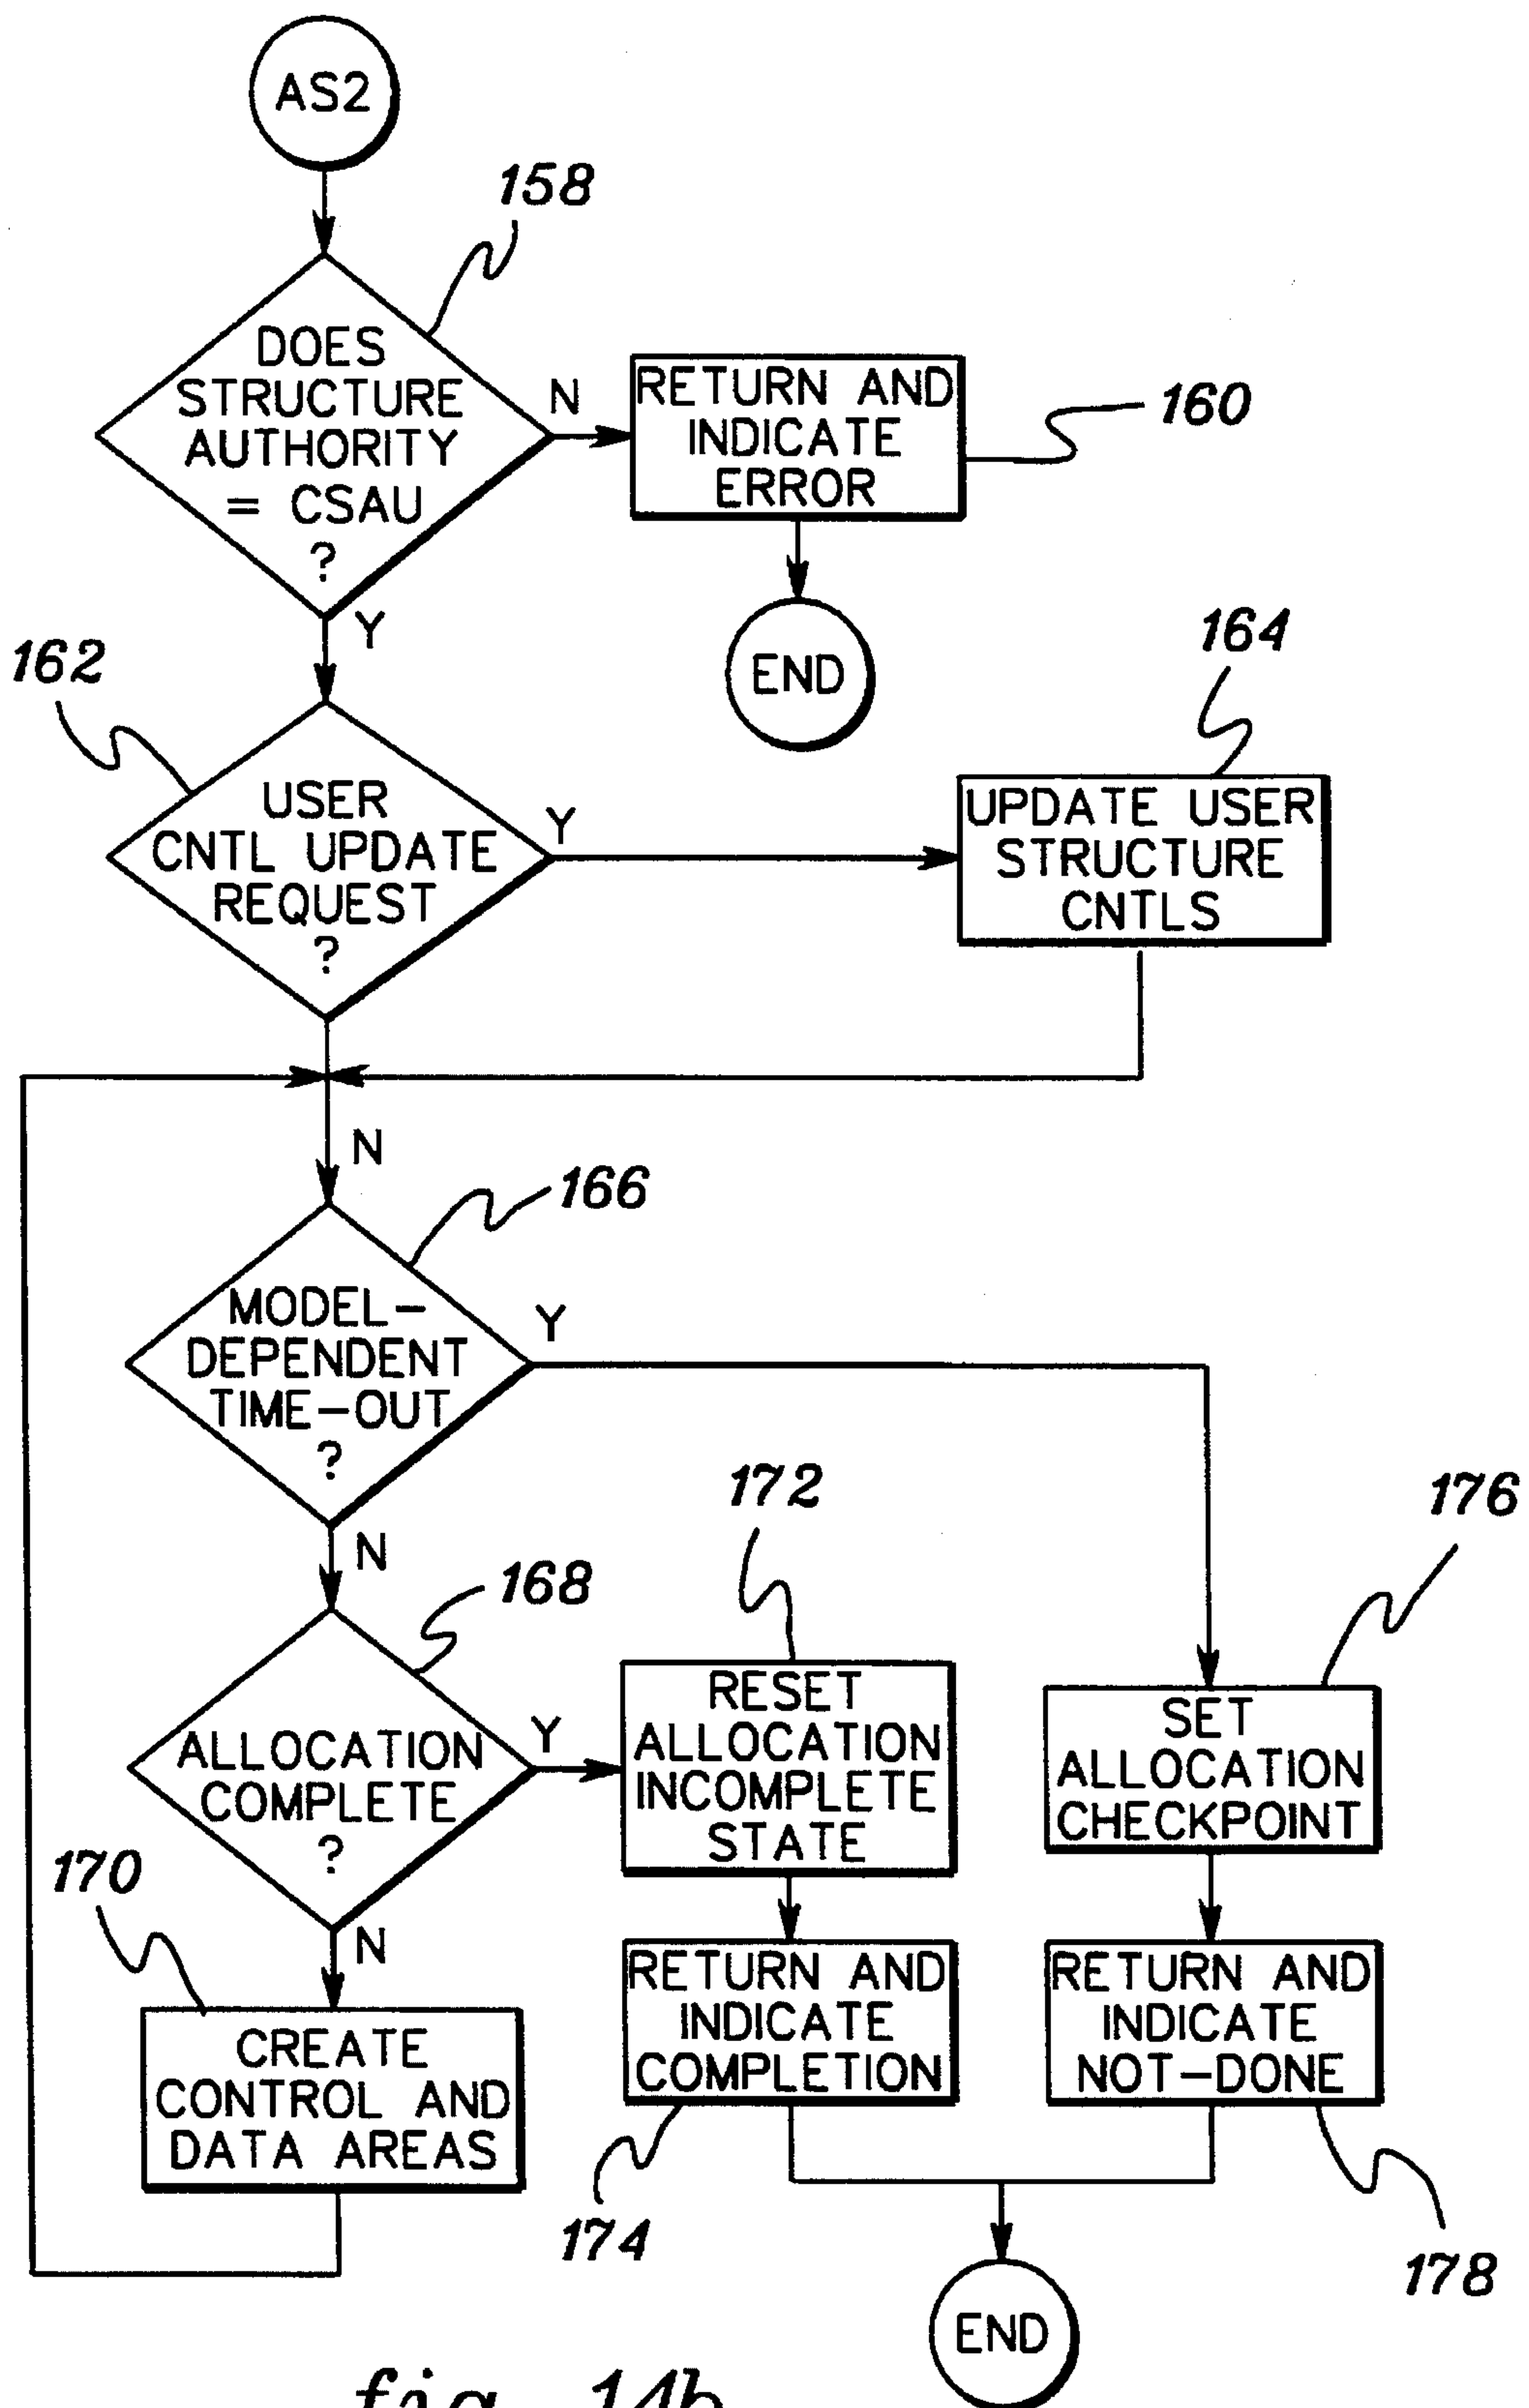 AS2
158
DOES
STRUCTURE
AUTHORITY
= CSAU
?
N
RETURN AND
INDICATE
ERROR
160
END
Y
162
USER
CNTL UPDATE
REQUEST
?
Y
164
UPDATE USER
STRUCTURE
CNTLS
N
166
MODEL-
DEPENDENT
TIME-OUT
?
Y
N
168
ALLOCATION
COMPLETE
?
Y
172
RESET
ALLOCATION
INCOMPLETE
STATE
176
SET
ALLOCATION
CHECKPOINT
N
170
CREATE
CONTROL AND
DATA AREAS
RETURN AND
INDICATE
COMPLETION
174
RETURN AND
INDICATE
NOT-DONE
178
END
fig. 14b